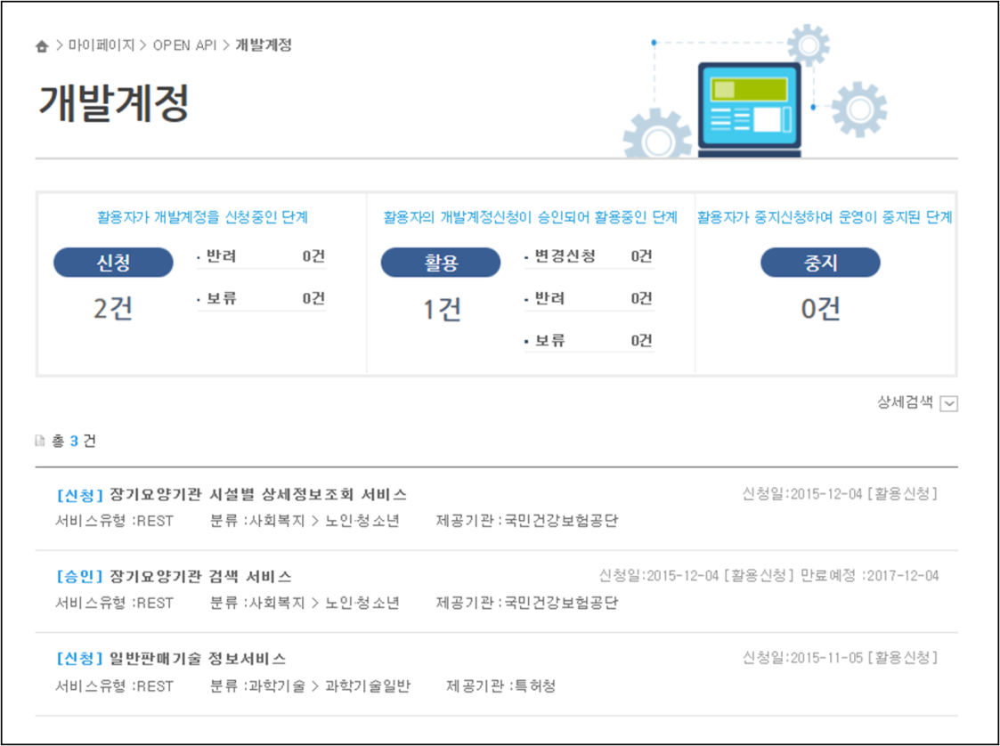 > 마이페이지 > OPEN API > 개발계정
개발계정
활용자가 개발계정을 신청중인 단계
신청
2건
· 반려 0건
· 보류 0건
활용자의 개발계정신청이 승인되어 활용중인 단계
활용
1건
· 변경신청 0건
· 반려 0건
· 보류 0건
활용자가 중지신청하여 운영이 중지된 단계
중지
0건
상세검색
총 3 건
[신청] 장기요양기관 시설별 상세정보조회 서비스 신청일:2015-12-04 [활용신청]
서비스유형 :REST 분류 :사회복지 > 노인·청소년 제공기관 :국민건강보험공단
[승인] 장기요양기관 검색 서비스 신청일:2015-12-04 [활용신청] 만료예정 :2017-12-04
서비스유형 :REST 분류 :사회복지 > 노인·청소년 제공기관 :국민건강보험공단
[신청] 일반판매기술 정보서비스 신청일:2015-11-05 [활용신청]
서비스유형 :REST 분류 :과학기술 > 과학기술일반 제공기관 :특허청